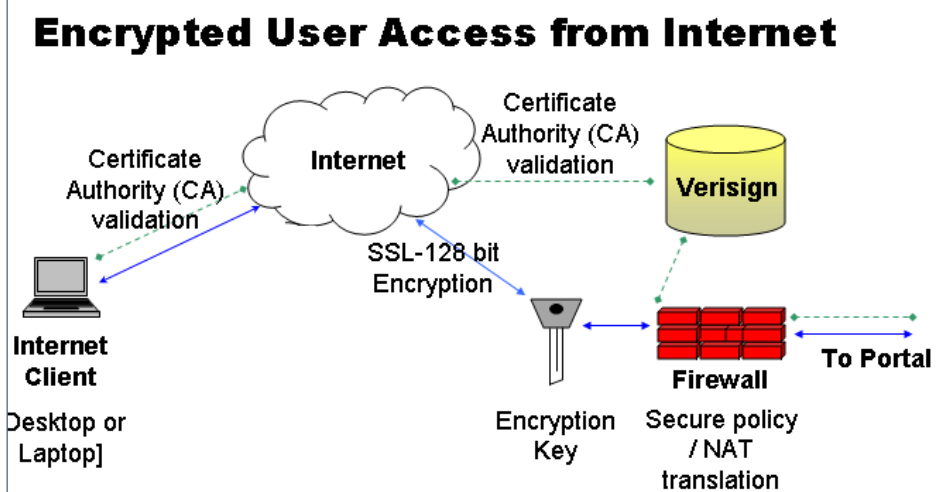 Encrypted User Access from Internet
Certificate
Authority (CA)
validation
Internet
Certificate
Authority (CA)
validation
Verisign
SSL-128 bit
Encryption
Internet
Client
Desktop or
Laptop]
Encryption
Key
Firewall
Secure policy
/ NAT
translation
To Portal